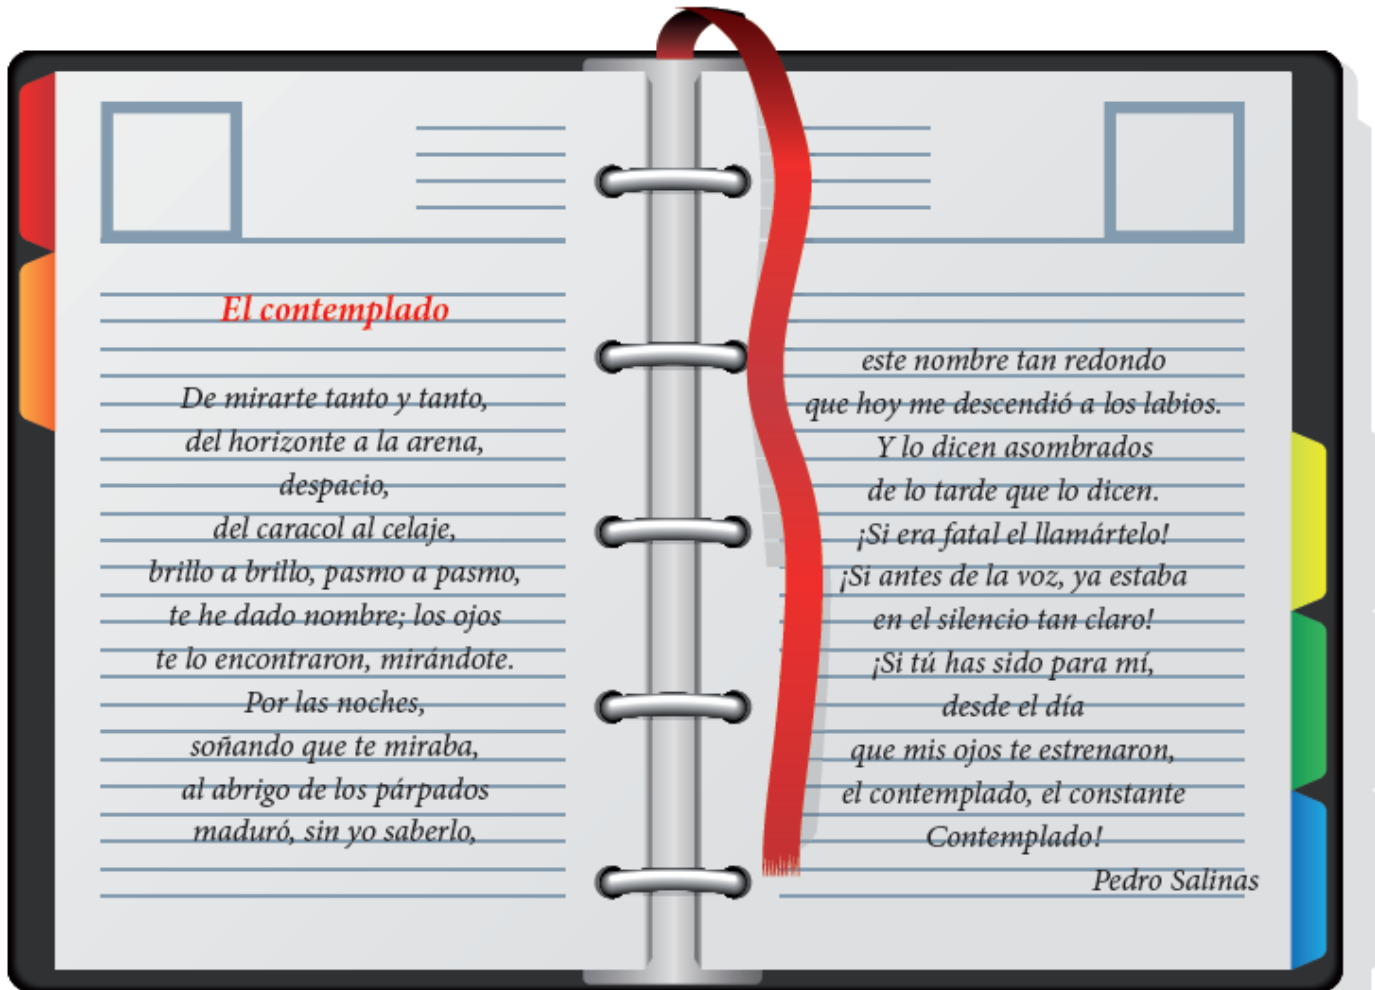 El contemplado
De mirarte tanto y tanto,
del horizonte a la arena,
despacio,
del caracol al celaje,
brillo a brillo, pasmo a pasmo,
te he dado nombre; los ojos
te lo encontraron, mirándote.
Por las noches,
soñando que te miraba,
al abrigo de los párpados
maduró, sin yo saberlo,
este nombre tan redondo
que hoy me descendió a los labios.
Y lo dicen asombrados
de lo tarde que lo dicen.
¡Si era fatal el llamártelo!
¡Si antes de la voz, ya estaba
en el silencio tan claro!
¡Si tú has sido para mí,
desde el día
que mis ojos te estrenaron,
el contemplado, el constante
Contemplado!
Pedro Salinas